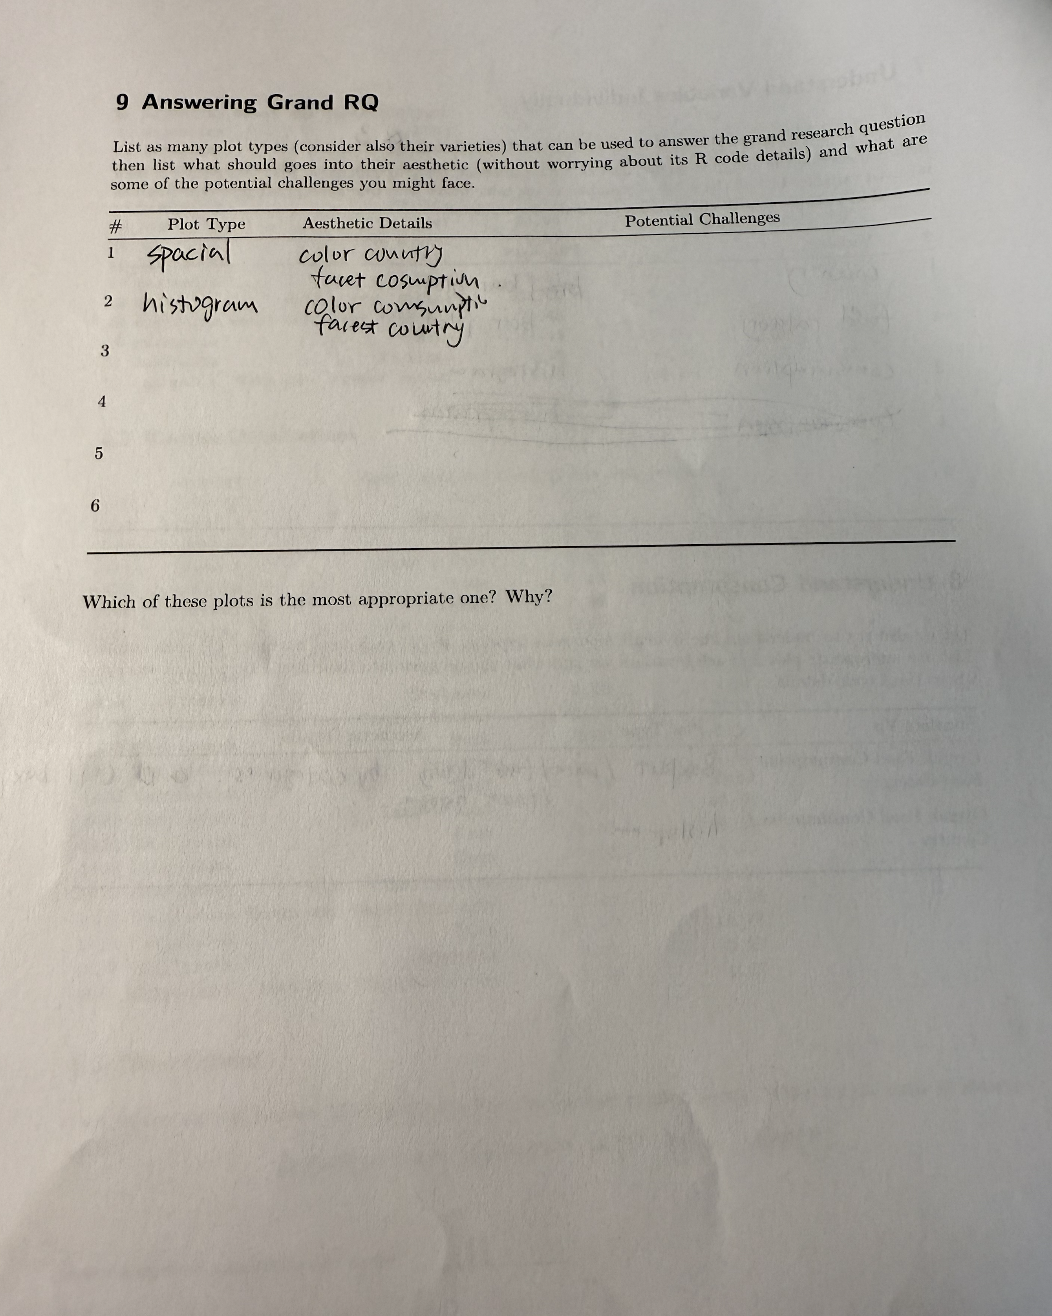 9 Answering Grand RQ
List as many plot types (consider also their varieties) that can be used to answer the grand research question
then list what should goes into their aesthetic (without worrying about its R code details) and what are
some of the potential challenges you might face.
# Plot Type Aesthetic Details Potential Challenges
1 spacial color country
facet cosumption
2 histogram color comsumptio
facest country
3
4
5
6
Which of these plots is the most appropriate one? Why?